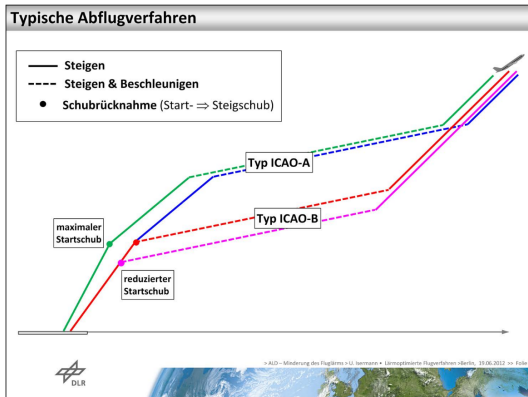 Typische Abflugverfahren
Steigen
Steigen & Beschleunigen
Schubrücknahme (Start- ⇒ Steigschub)
Typ ICAO-A
Typ ICAO-B
maximaler
Startschub
reduzierter
Startschub
> ALD – Minderung des Fluglärms > U. Isermann • Lärmoptimierte Flugverfahren >Berlin, 19.06.2012 >> Folie
DLR